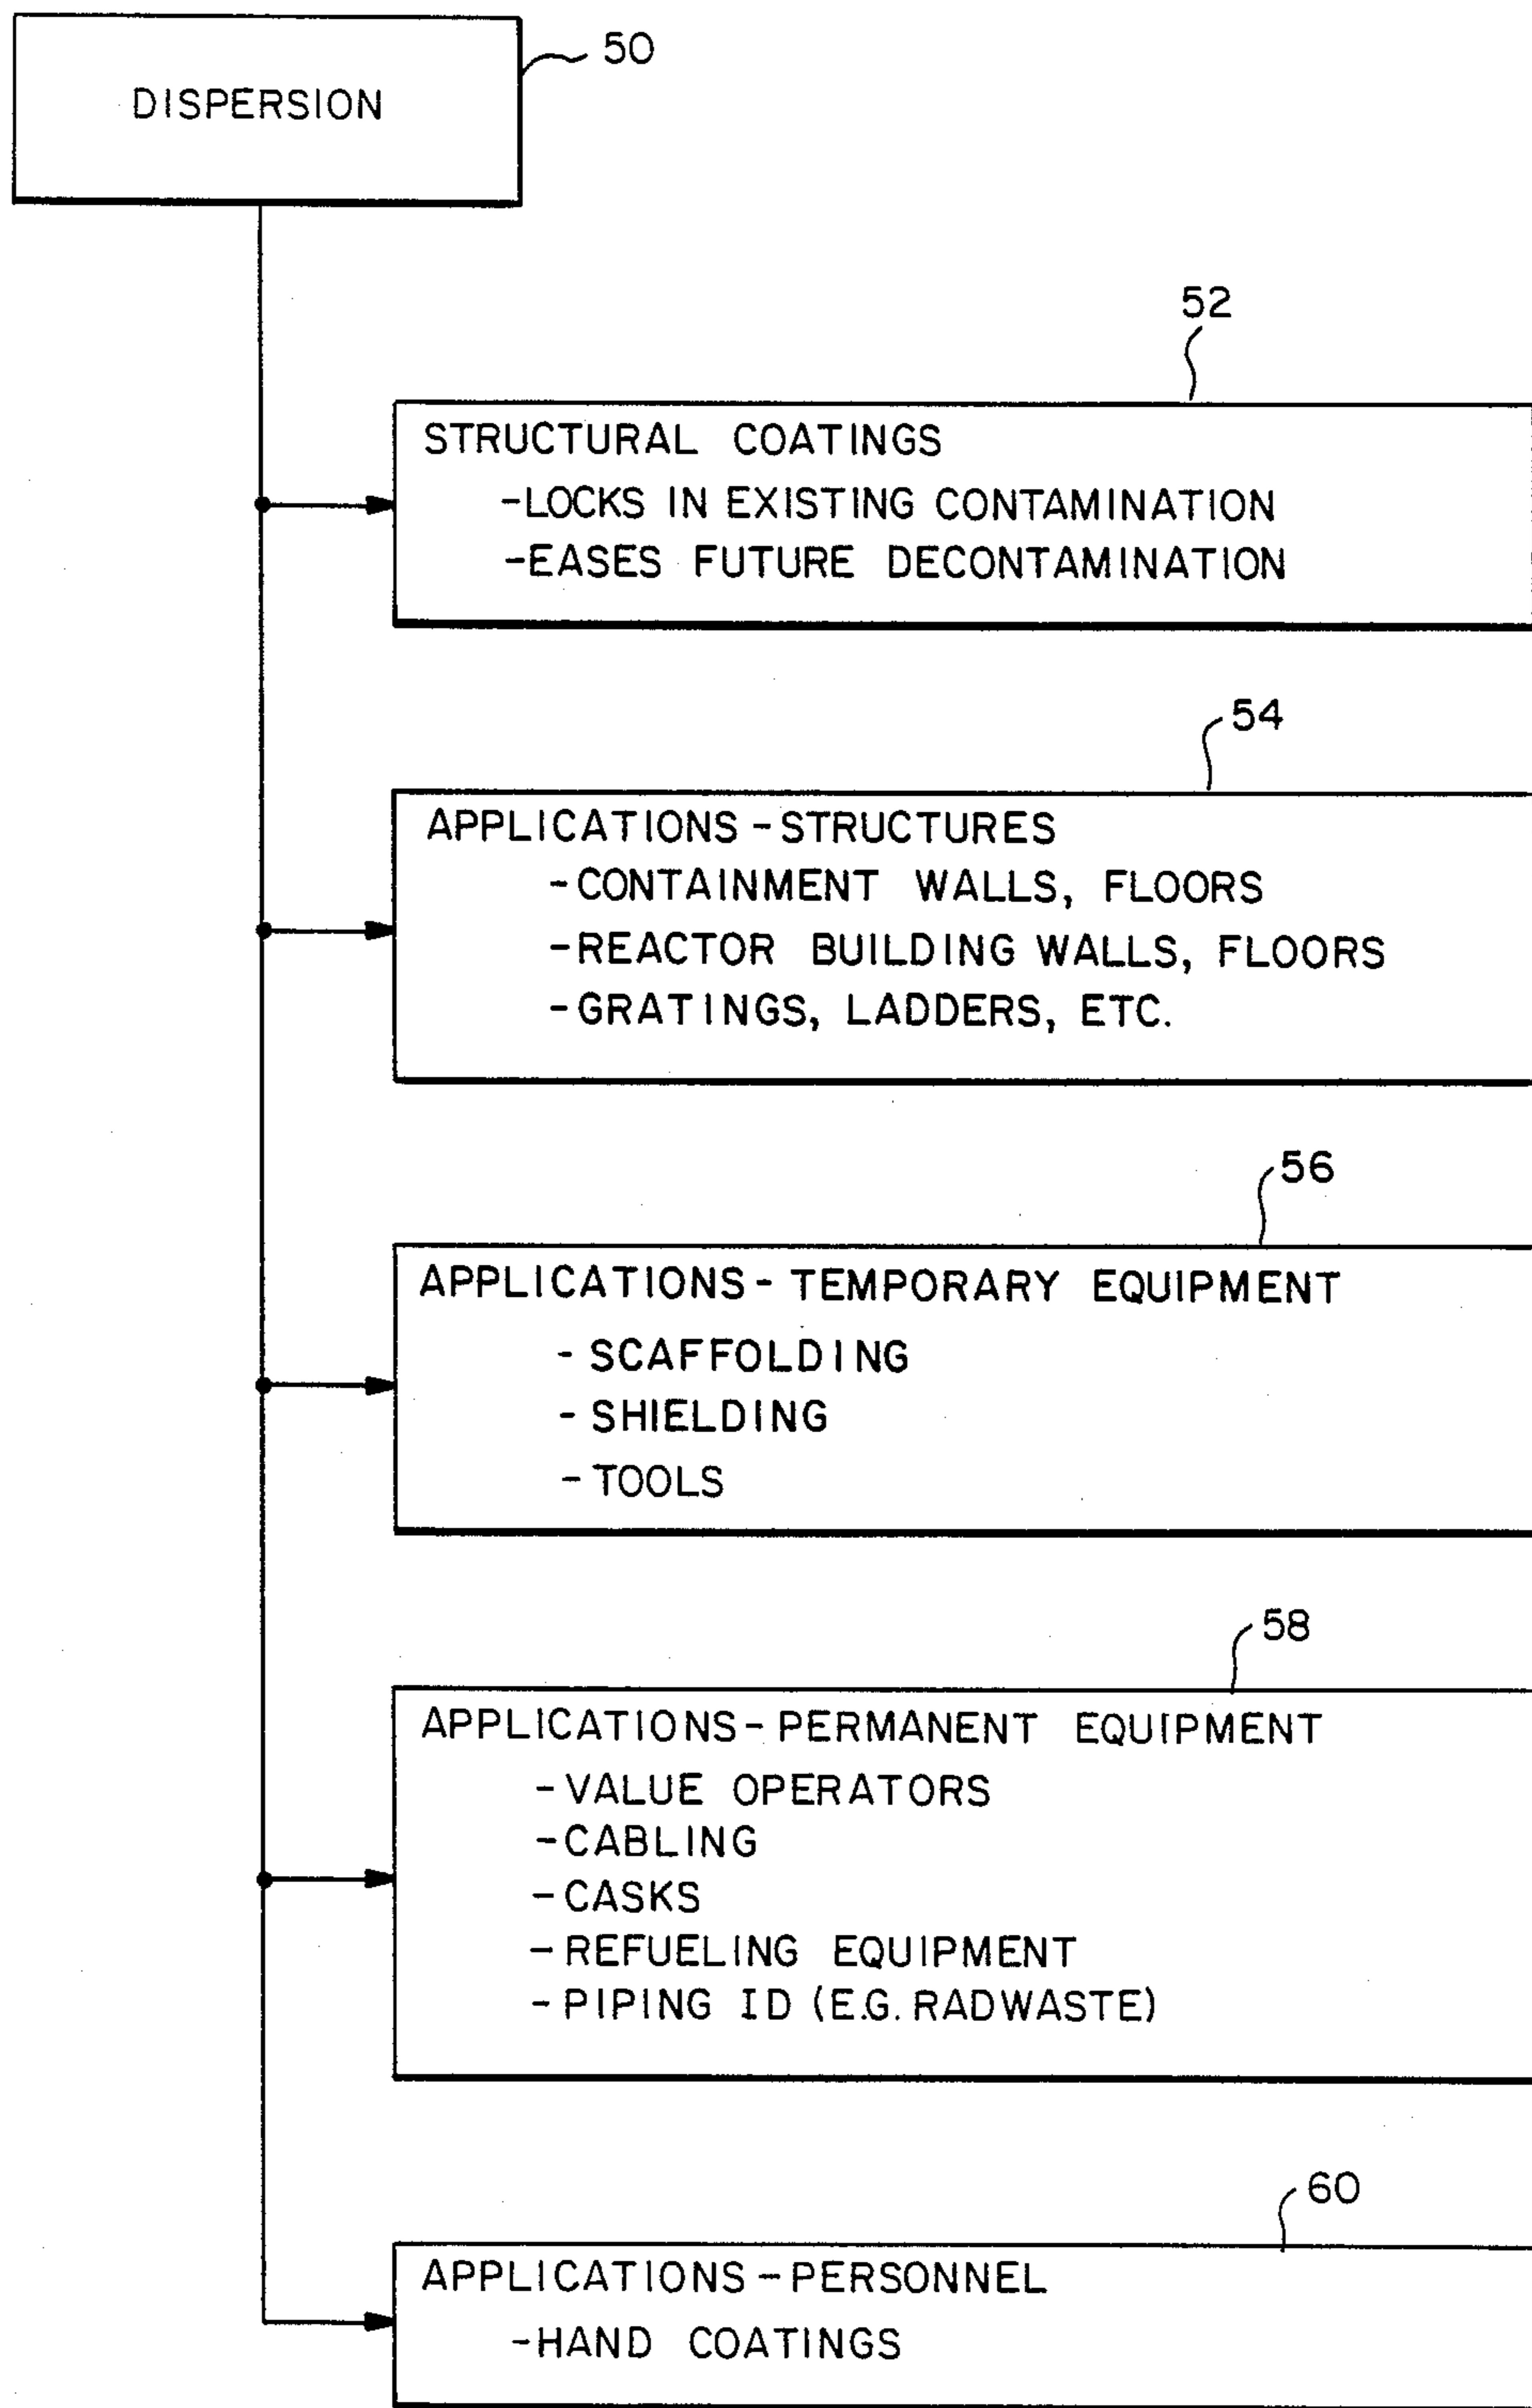 50
DISPERSION
52
STRUCTURAL COATINGS
-LOCKS IN EXISTING CONTAMINATION
-EASES FUTURE DECONTAMINATION
54
APPLICATIONS-STRUCTURES
-CONTAINMENT WALLS, FLOORS
-REACTOR BUILDING WALLS, FLOORS
-GRATINGS, LADDERS, ETC.
56
APPLICATIONS- TEMPORARY EQUIPMENT
- SCAFFOLDING
- SHIELDING
- TOOLS
58
APPLICATIONS-PERMANENT EQUIPMENT
-VALUE OPERATORS
-CABLING
-CASKS
-REFUELING EQUIPMENT
-PIPING ID (E.G. RADWASTE)
60
APPLICATIONS-PERSONNEL
-HAND COATINGS